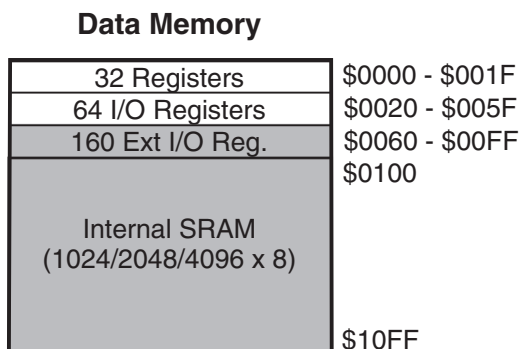 Data Memory
32 Registers $0000 - $001F
64 I/O Registers $0020 - $005F
160 Ext I/O Reg. $0060 - $00FF
$0100
Internal SRAM
(1024/2048/4096 x 8)
$10FF